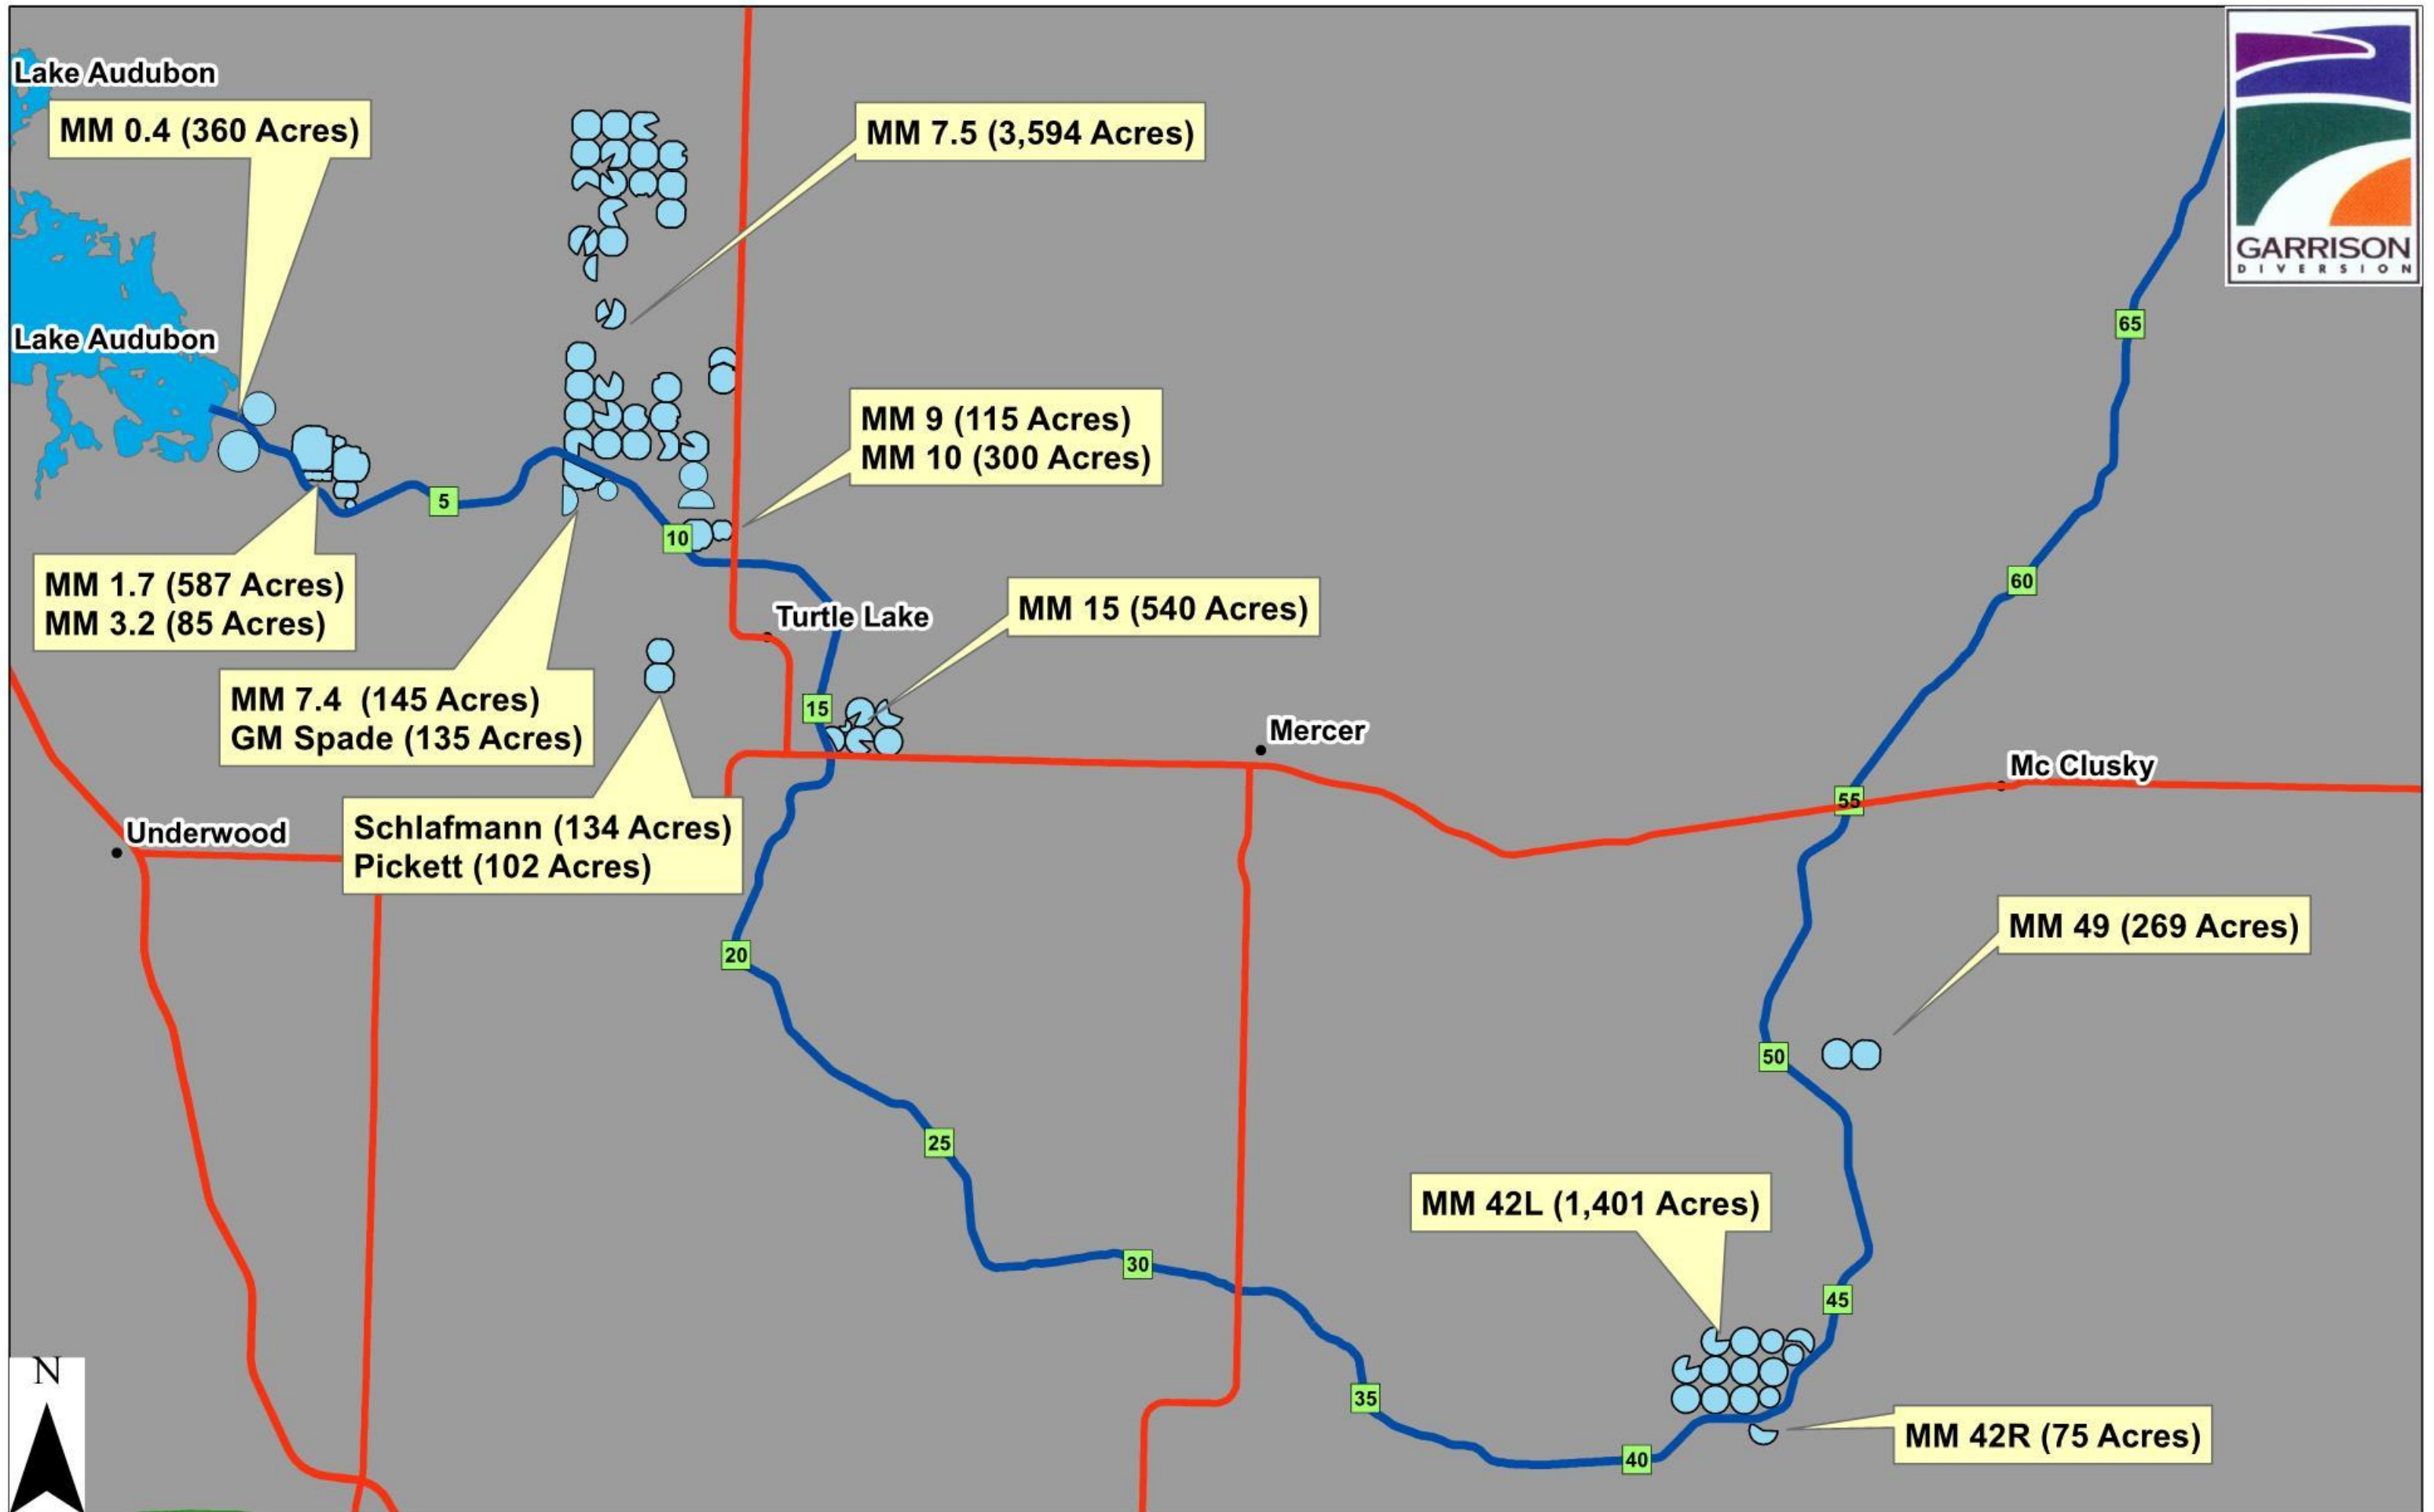 Lake Audubon
MM 0.4 (360 Acres)
MM 7.5 (3,594 Acres)
GARRISON
DIVERSION
65
Lake Audubon
MM 9 (115 Acres)
MM 10 (300 Acres)
5
10
MM 1.7 (587 Acres)
MM 3.2 (85 Acres)
60
MM 15 (540 Acres)
Turtle Lake
MM 7.4 (145 Acres)
GM Spade (135 Acres)
15
Mercer
Mc Clusky
55
Underwood
Schlafmann (134 Acres)
Pickett (102 Acres)
MM 49 (269 Acres)
20
50
25
MM 42L (1,401 Acres)
30
45
N
35
MM 42R (75 Acres)
40